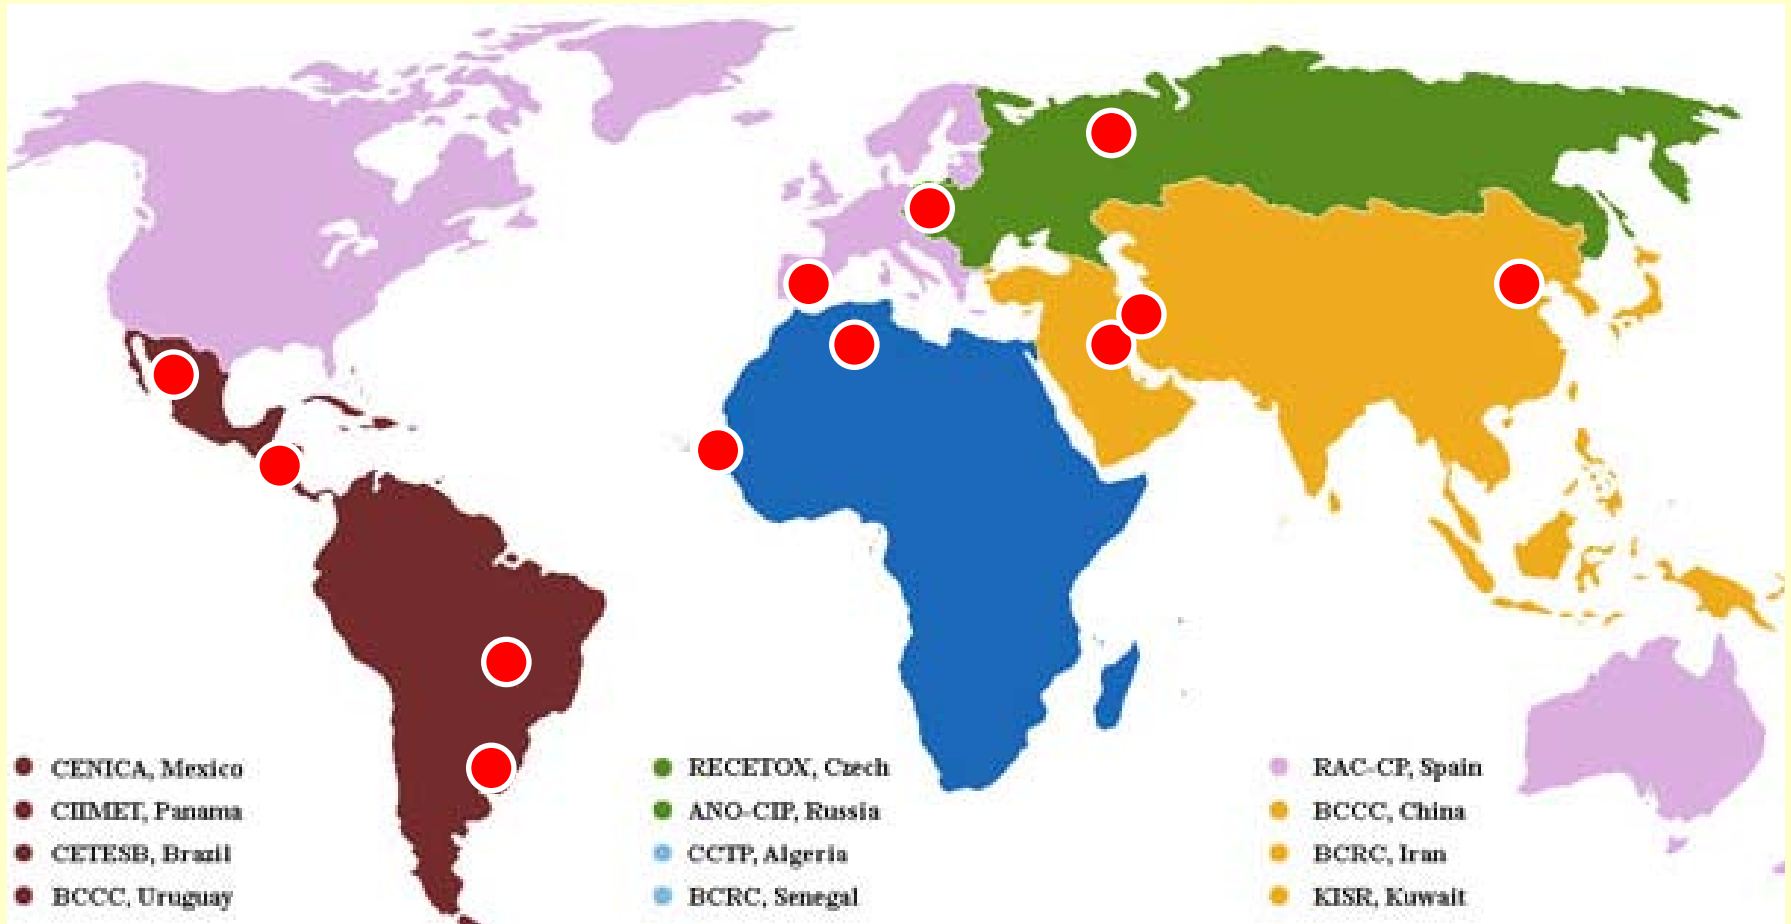 CENICA, Mexico
CIIMET, Panama
CETESB, Brazil
BCCC, Uruguay
RECETOX, Czech
ANO-CIP, Russia
CCTP, Algeria
BCRC, Senegal
RAC-CP, Spain
BCCC, China
BCRC, Iran
KISR, Kuwait